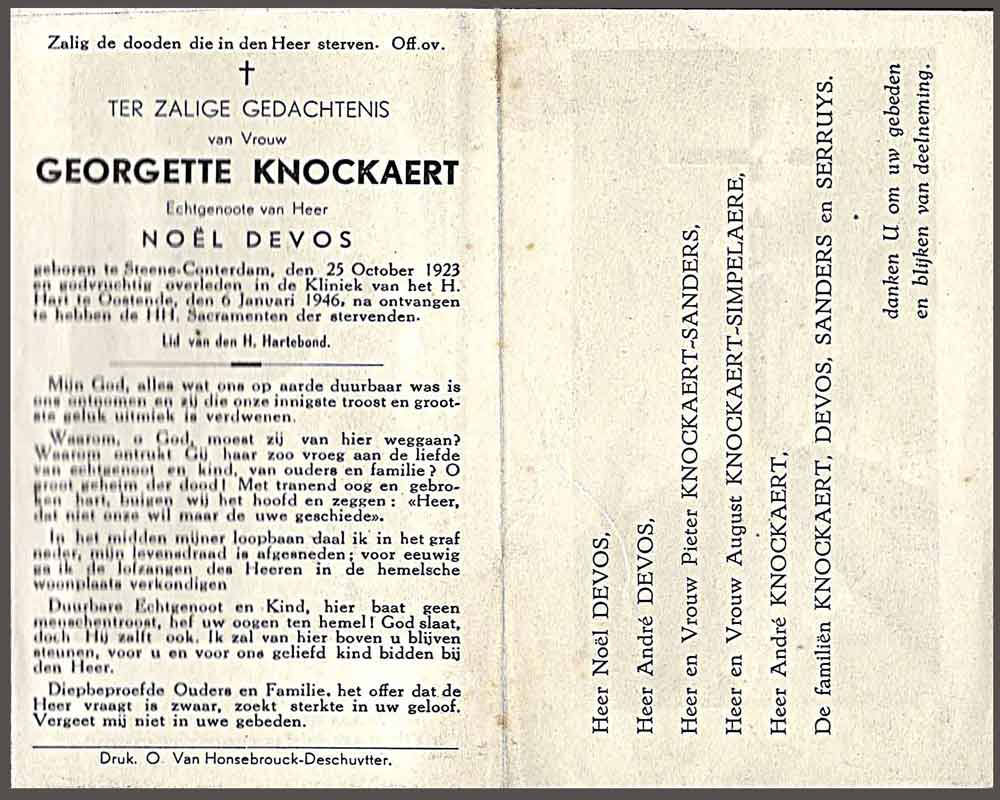 Zalig de dooden die in den Heer sterven. Off.ov.
†
TER ZALIGE GEDACHTENIS
van Vrouw
GEORGETTE KNOCKAERT
Echtgenoote van Heer
NOËL DEVOS
geboren te Steene-Conterdam, den 25 October 1923
en godvruchtig overleden in de Kliniek van het H.
Hart te Oostende, den 6 Januari 1946, na ontvangen
te hebben de HH. Sacramenten der stervenden.
Lid van den H. Hartebond.
Mijn God, alles wat ons op aarde duurbaar was is
ons ontnomen en zij die onze innigste troost en groot-
ste geluk uitmiek is verdwenen.
Waarom, o God, moest zij van hier weggaan?
Waarom ontrukt Gij haar zoo vroeg aan de liefde
van echtgenoot en kind, van ouders en familie? O
groot geheim der dood! Met tranend oog en gebro-
ken hart, buigen wij het hoofd en zeggen: «Heer,
dat niet onze wil maar de uwe geschiede».
In het midden mijner loopbaan daal ik in het graf
neder, mijn levensdraad is afgesneden; voor eeuwig
ga ik de lofzangen des Heeren in de hemelsche
woonplaats verkondigen
Duurbare Echtgenoot en Kind, hier baat geen
menschentroost, hef uw oogen ten hemel! God slaat,
doch Hij zalft ook. Ik zal van hier boven u blijven
steunen, voor u en voor ons geliefd kind bidden bij
den Heer.
Diepbeproefde Ouders en Familie, het offer dat de
Heer vraagt is zwaar, zoekt sterkte in uw geloof.
Vergeet mij niet in uwe gebeden.
Druk. O. Van Honsebrouck-Deschuytter.
Heer Noël DEVOS,
Heer André DEVOS,
Heer en Vrouw Pieter KNOCKAERT-SANDERS,
Heer en Vrouw August KNOCKAERT-SIMPELAERE,
Heer André KNOCKAERT,
De familiën KNOCKAERT, DEVOS, SANDERS en SERRUYS.
danken U om uw gebeden
en blijken van deelneming.